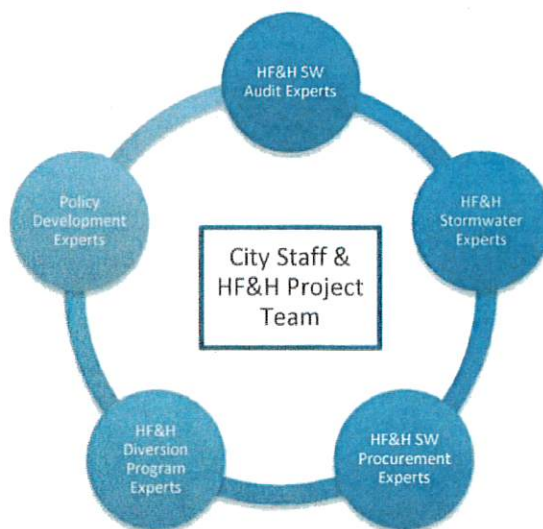 HF&H SW
Audit Experts
HF&H
Stormwater
Experts
HF&H SW
Procurement
Experts
HF&H
Diversion
Program
Experts
Policy
Development
Experts
City Staff &
HF&H Project
Team